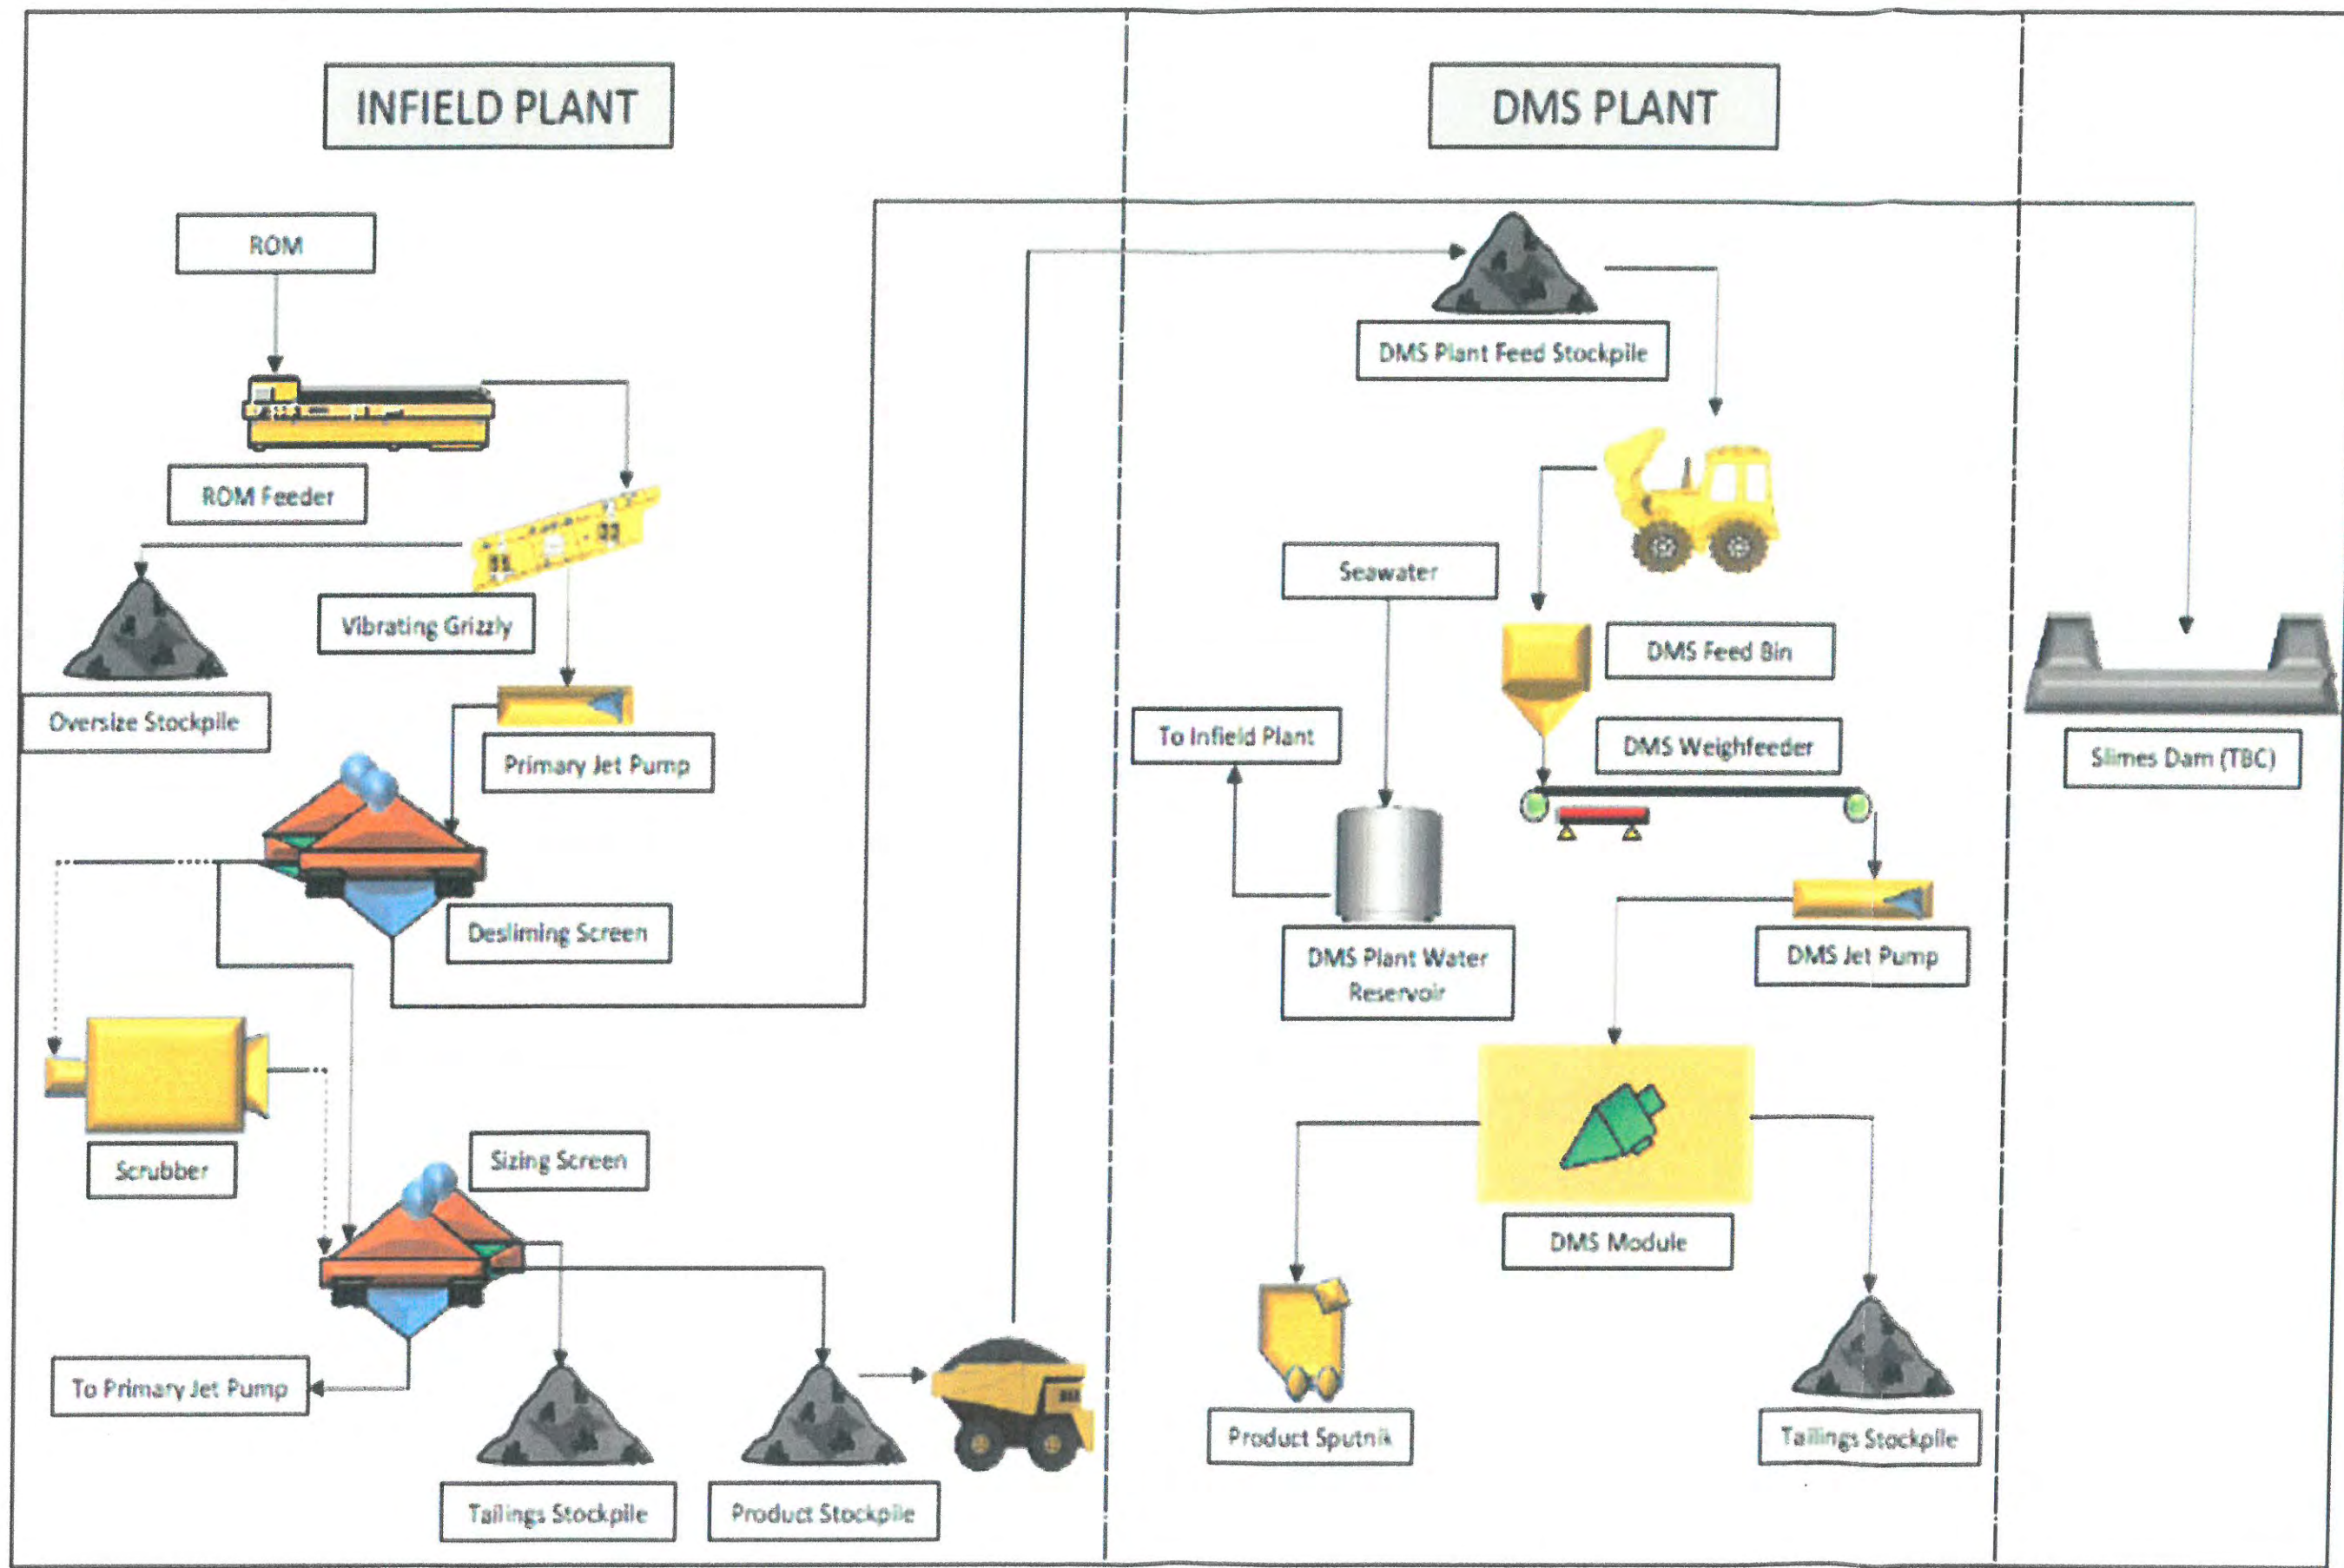 INFIELD PLANT
ROM
ROM Feeder
Vibrating Grizzly
Oversize Stockpile
Primary Jet Pump
Desliming Screen
Scrubber
Sizing Screen
To Primary Jet Pump
Tailings Stockpile
Product Stockpile
DMS PLANT
DMS Plant Feed Stockpile
Seawater
DMS Feed Bin
To Infield Plant
DMS Weighfeeder
DMS Plant Water
Reservoir
DMS Jet Pump
DMS Module
Product Sputnik
Tailings Stockpile
Slimes Dam (TBC)